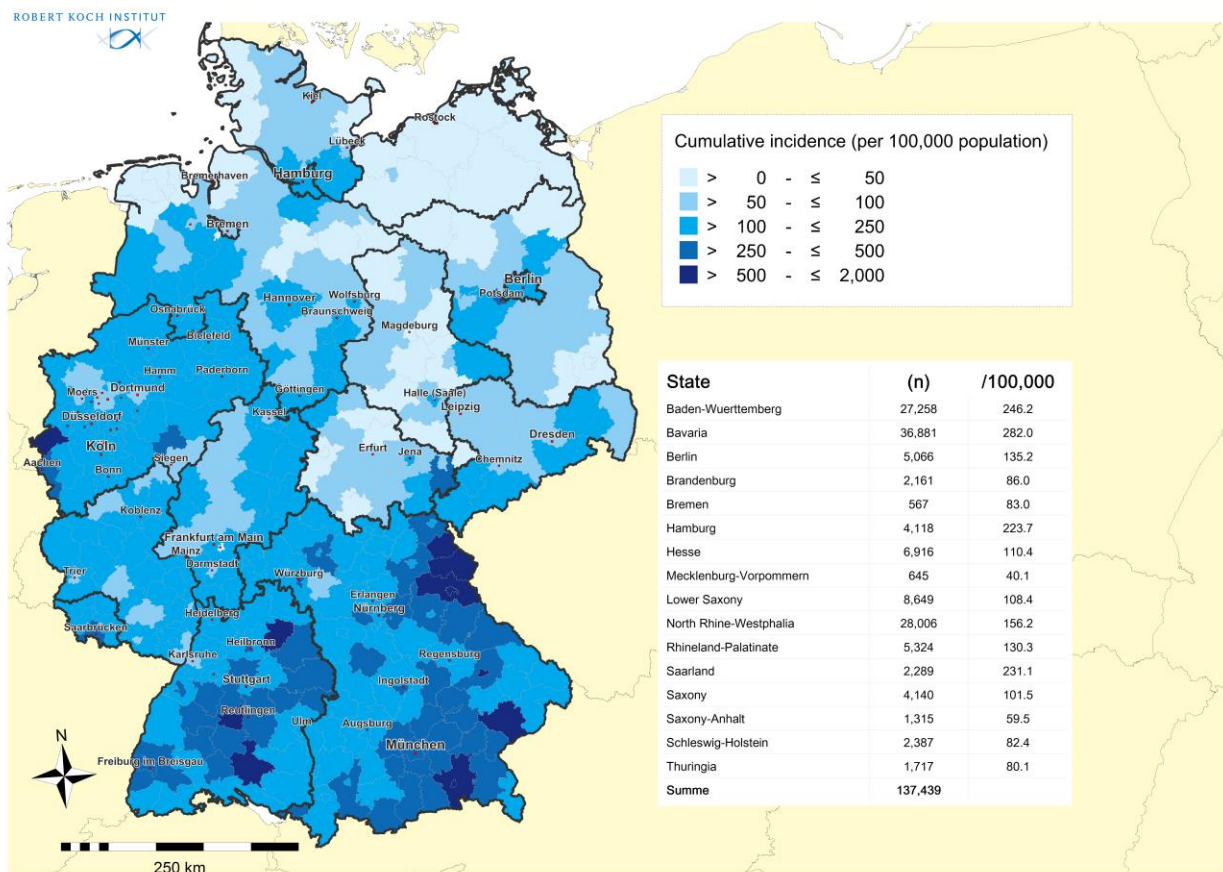 ROBERT KOCH INSTITUT
Kiel
Rostock
Lübeck
Bremerhaven
Hamburg
Bremen
Berlin
Potsdam
Hannover
Wolfsburg
Braunschweig
Osnabrück
Magdeburg
Münster
Bielefeld
Hamm
Paderborn
Moers
Dortmund
Göttingen
Halle (Saale)
Leipzig
Düsseldorf
Kassel
Dresden
Köln
Aachen
Siegen
Erfurt
Jena
Chemnitz
Bonn
Koblenz
Frankfurt am Main
Mainz
Darmstadt
Würzburg
Trier
Erlangen
Nürnberg
Heidelberg
Saarbrücken
Heilbronn
Karlsruhe
Regensburg
Stuttgart
Ingolstadt
Reutlingen
Ulm
Augsburg
München
Freiburg im Breisgau
N
250 km
Cumulative incidence (per 100,000 population)
> 0 - ≤ 50
> 50 - ≤ 100
> 100 - ≤ 250
> 250 - ≤ 500
> 500 - ≤ 2,000
State (n) /100,000
Baden-Wuerttemberg 27,258 246.2
Bavaria 36,881 282.0
Berlin 5,066 135.2
Brandenburg 2,161 86.0
Bremen 567 83.0
Hamburg 4,118 223.7
Hesse 6,916 110.4
Mecklenburg-Vorpommern 645 40.1
Lower Saxony 8,649 108.4
North Rhine-Westphalia 28,006 156.2
Rhineland-Palatinate 5,324 130.3
Saarland 2,289 231.1
Saxony 4,140 101.5
Saxony-Anhalt 1,315 59.5
Schleswig-Holstein 2,387 82.4
Thuringia 1,717 80.1
Summe 137,439